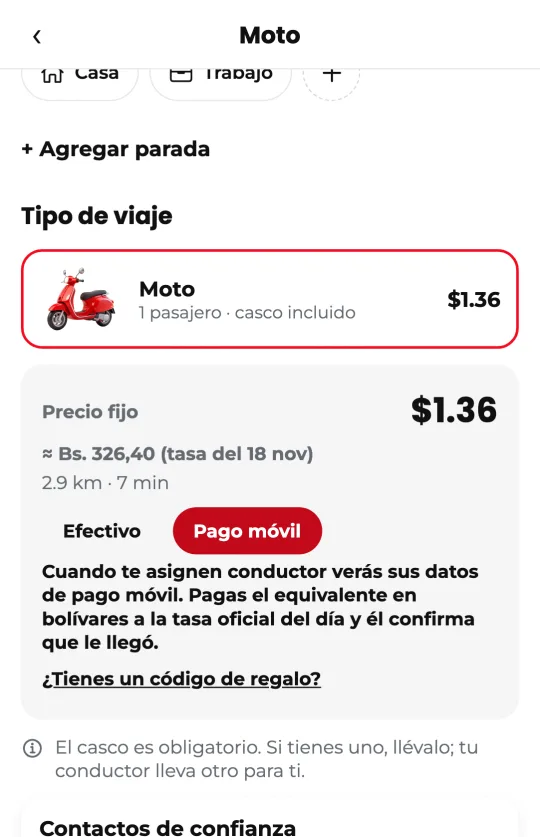 Moto
Casa
Trabajo
+ Agregar parada
Tipo de viaje
Moto
1 pasajero · casco incluido
$1.36
Precio fijo
$1.36
≈ Bs. 326,40 (tasa del 18 nov)
2.9 km · 7 min
Efectivo
Pago móvil
Cuando te asignen conductor verás sus datos
de pago móvil. Pagas el equivalente en
bolívares a la tasa oficial del día y él confirma
que le llegó.
¿Tienes un código de regalo?
El casco es obligatorio. Si tienes uno, llévalo; tu
conductor lleva otro para ti.
Contactos de confianza